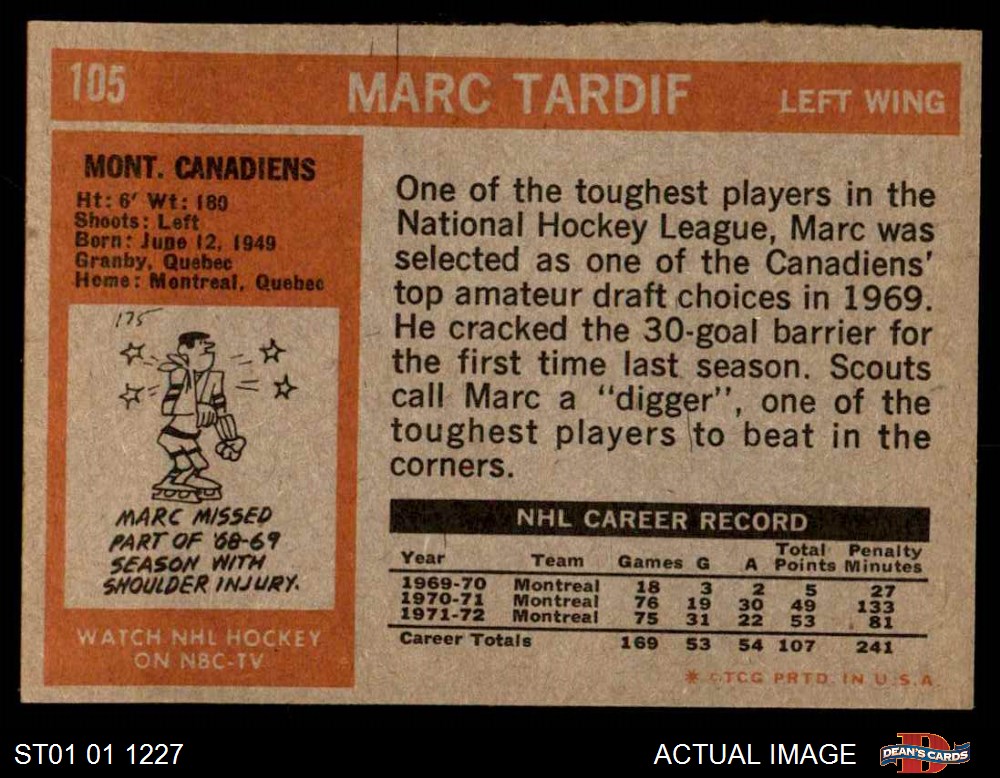 105 MARC TARDIF LEFT WING
MONT. CANADIENS
Ht: 6' Wt: 180
Shoots: Left
Born: June 12, 1949
Granby, Quebec
Home: Montreal, Quebec
175
MARC MISSED
PART OF '68-69
SEASON WITH
SHOULDER INJURY.
WATCH NHL HOCKEY
ON NBC-TV
One of the toughest players in the
National Hockey League, Marc was
selected as one of the Canadiens'
top amateur draft choices in 1969.
He cracked the 30-goal barrier for
the first time last season. Scouts
call Marc a "digger", one of the
toughest players to beat in the
corners.
NHL CAREER RECORD
Year Team Games G A Total Points Penalty Minutes
1969-70 Montreal 18 3 2 5 27
1970-71 Montreal 76 19 30 49 133
1971-72 Montreal 75 31 22 53 81
Career Totals 169 53 54 107 241
* © TCG PRTD. IN U.S.A.
ST01 01 1227
ACTUAL IMAGE
DEAN'S CARDS